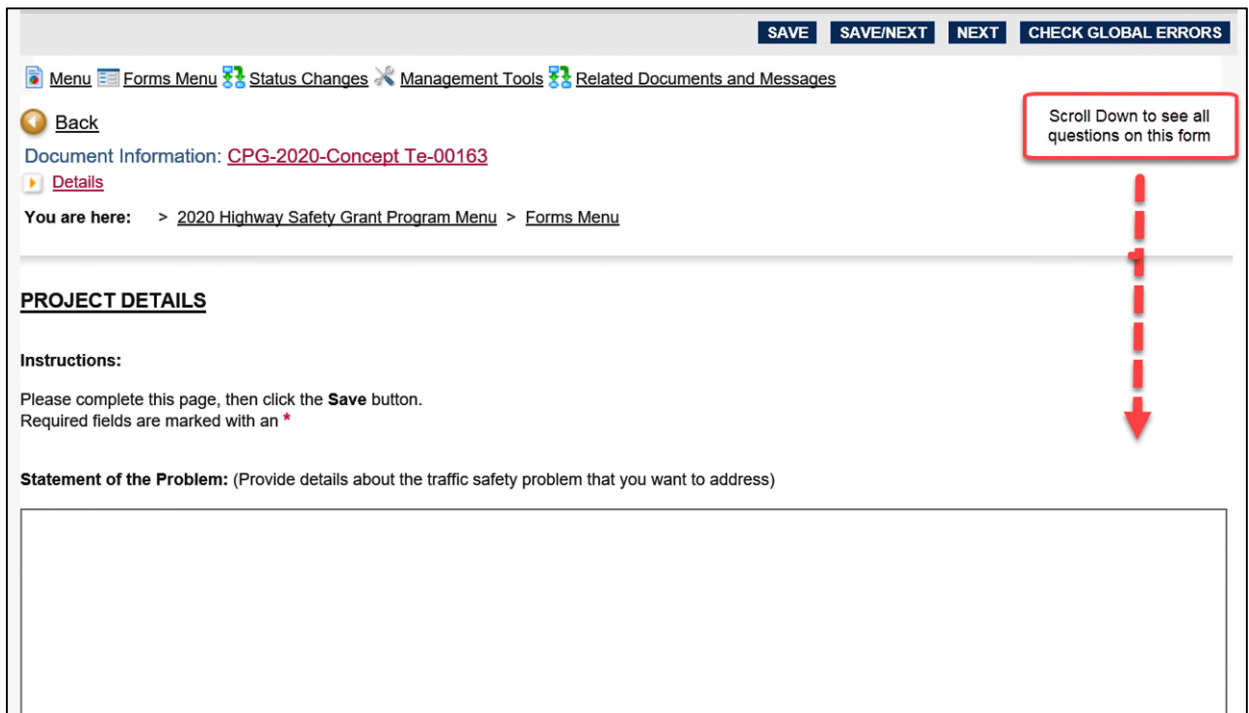 SAVE SAVE/NEXT NEXT CHECK GLOBAL ERRORS
Menu Forms Menu Status Changes Management Tools Related Documents and Messages
Back
Scroll Down to see all
questions on this form
Document Information: CPG-2020-Concept Te-00163
Details
You are here: > 2020 Highway Safety Grant Program Menu > Forms Menu
1
PROJECT DETAILS
Instructions:
Please complete this page, then click the Save button.
Required fields are marked with an *
Statement of the Problem: (Provide details about the traffic safety problem that you want to address)